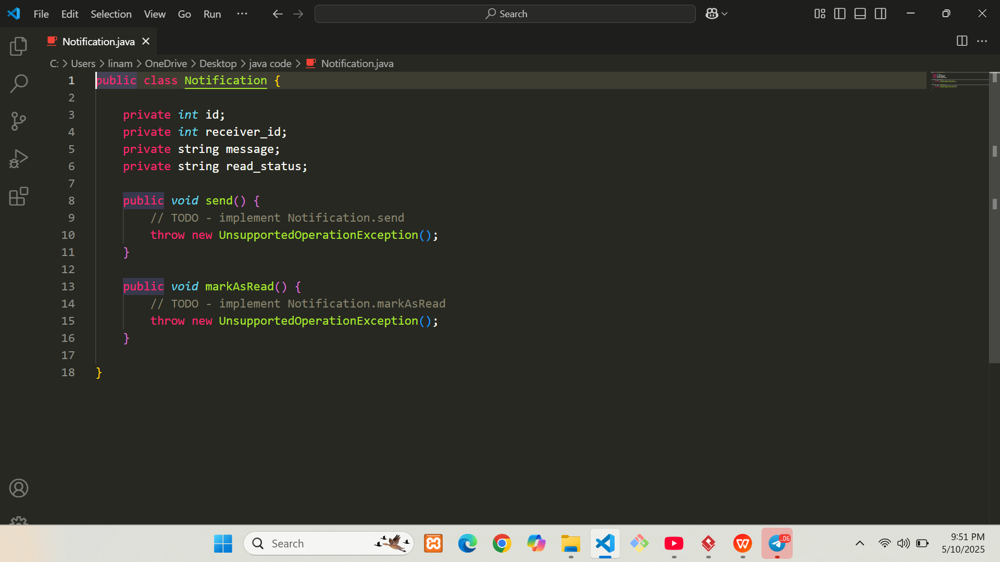 File Edit Selection View Go Run ··· Search
Notification.java
C: > Users > linam > OneDrive > Desktop > java code > Notification.java
1 public class Notification {
2
3     private int id;
4     private int receiver_id;
5     private string message;
6     private string read_status;
7
8     public void send() {
9         // TODO - implement Notification.send
10         throw new UnsupportedOperationException();
11     }
12
13     public void markAsRead() {
14         // TODO - implement Notification.markAsRead
15         throw new UnsupportedOperationException();
16     }
17
18 }
Search
..06
9:51 PM
5/10/2025